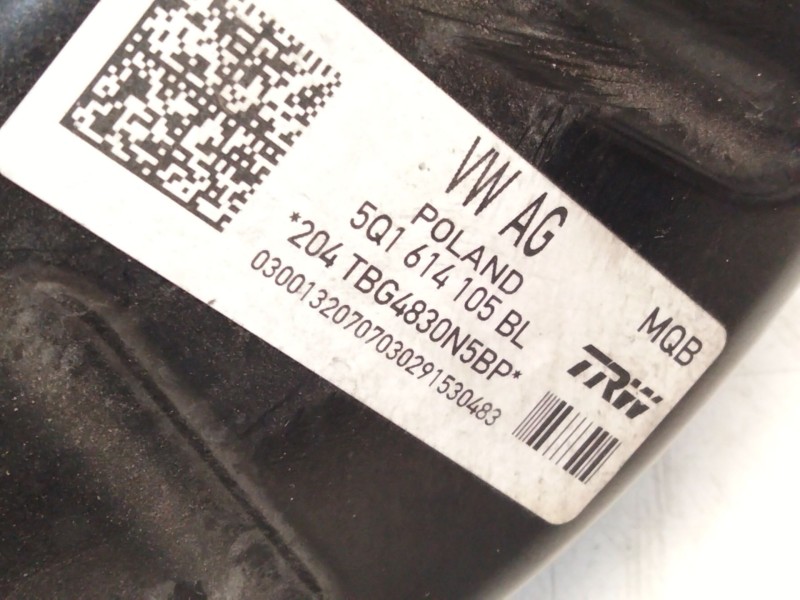 VW AG
POLAND
5Q1 614 105 BL
*204 TBG4830N5BP*
03001320707030291530483
MQB
TRW